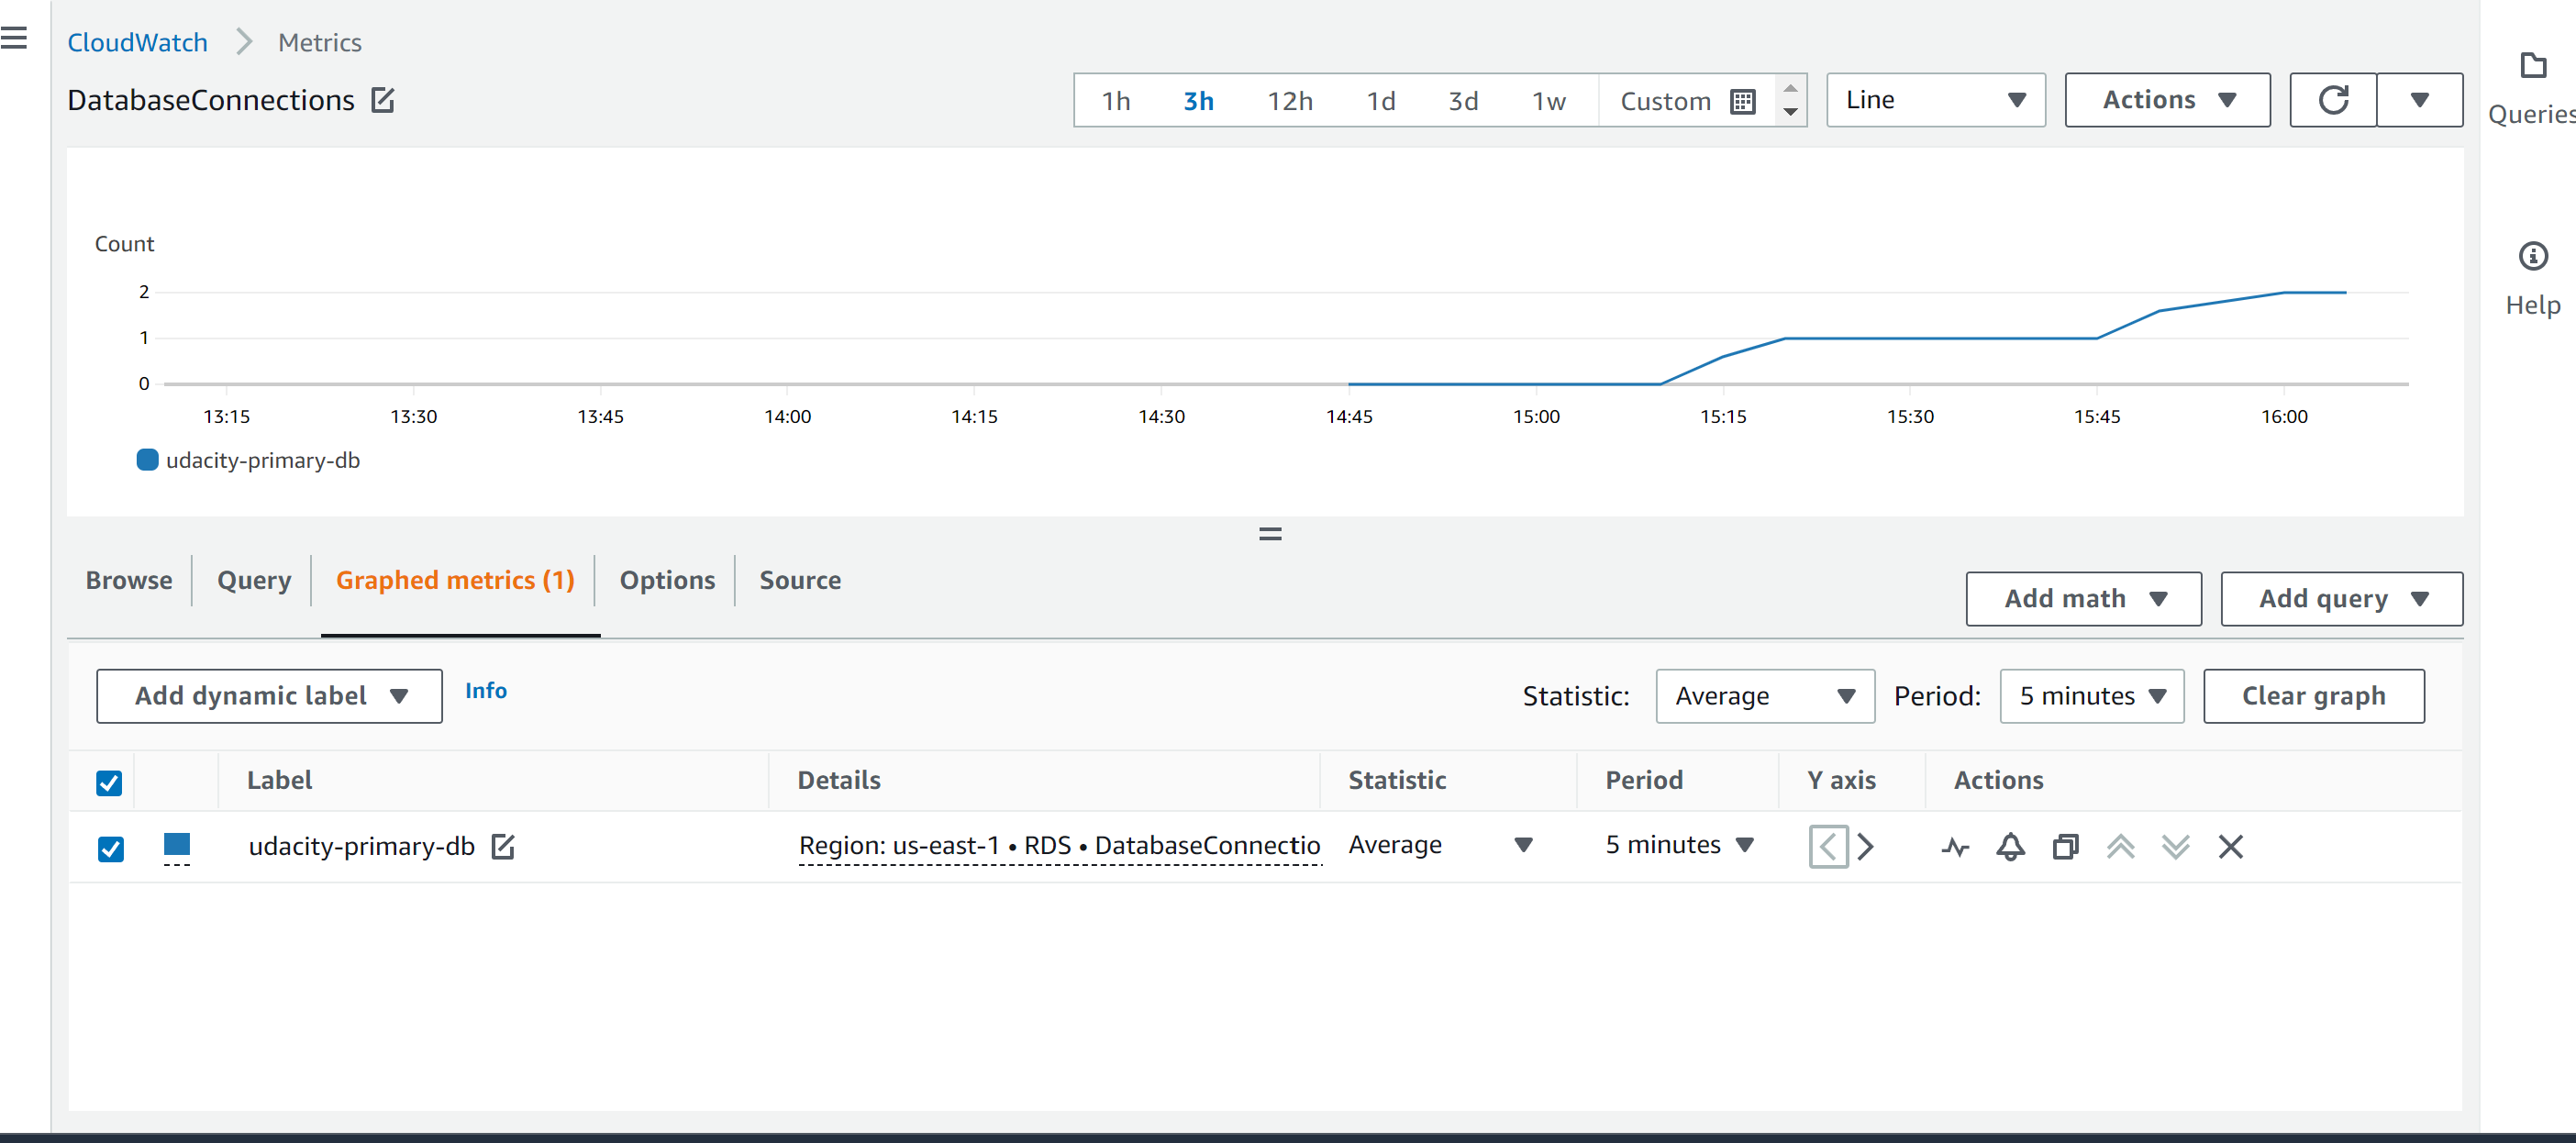 CloudWatch Metrics
DatabaseConnections
1h 3h 12h 1d 3d 1w Custom Line Actions
Queries
Help
Count
2
1
0
13:15 13:30 13:45 14:00 14:15 14:30 14:45 15:00 15:15 15:30 15:45 16:00
udacity-primary-db
Browse Query Graphed metrics (1) Options Source
Add math Add query
Add dynamic label Info Statistic: Average Period: 5 minutes Clear graph
Label Details Statistic Period Y axis Actions
udacity-primary-db Region: us-east-1 • RDS • DatabaseConnectio Average 5 minutes